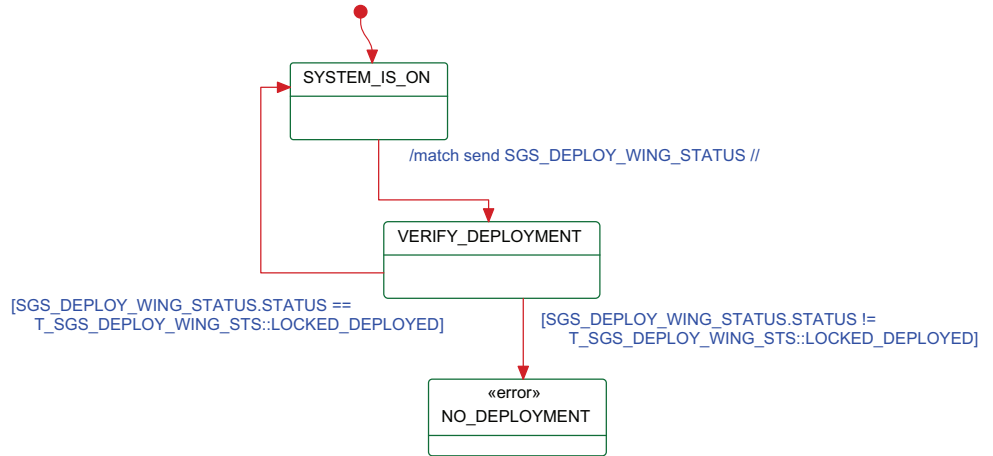 SYSTEM_IS_ON
/match send SGS_DEPLOY_WING_STATUS //
VERIFY_DEPLOYMENT
[SGS_DEPLOY_WING_STATUS.STATUS ==
T_SGS_DEPLOY_WING_STS::LOCKED_DEPLOYED]
[SGS_DEPLOY_WING_STATUS.STATUS !=
T_SGS_DEPLOY_WING_STS::LOCKED_DEPLOYED]
«error»
NO_DEPLOYMENT